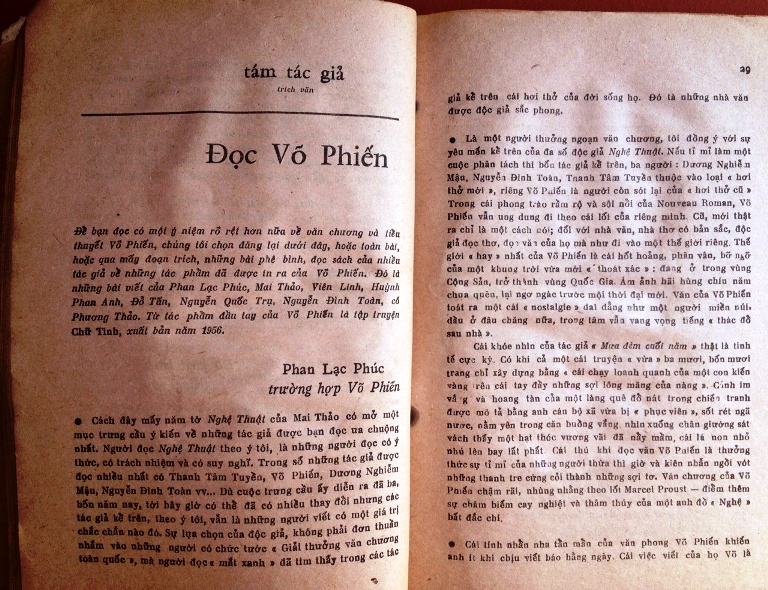 tám tác giả
trích văn
Đọc Võ Phiến
Để bạn đọc có một ý niệm rõ rệt hơn nữa về văn chương và tiểu
thuyết Võ Phiến, chúng tôi chọn đăng lại dưới đây, hoặc toàn bài,
hoặc qua mấy đoạn trích, những bài phê bình, đọc sách của nhiều
tác giả về những tác phẩm đã được in ra của Võ Phiến. Đó là
những bài viết của Phan Lạc Phúc, Mai Thảo, Viên Linh, Huỳnh
Phan Anh, Đỗ Tấn, Nguyễn Quốc Trụ, Nguyễn Đình Toàn, cô
Phương Thảo. Từ tác phẩm đầu tay của Võ Phiến là tập truyện
Chữ Tình, xuất bản năm 1956.
Phan Lạc Phúc
trường hợp Võ Phiến
● Cách đây mấy năm tờ Nghệ Thuật của Mai Thảo có mở một
mục trưng cầu ý kiến về những tác giả được bạn đọc ưa chuộng
nhất. Người đọc Nghệ Thuật theo ý tôi, là những người đọc có ý
thức, có trách nhiệm và có suy nghĩ. Trong số những tác giả được
đọc nhiều nhất có Thanh Tâm Tuyền, Võ Phiến, Dương Nghiễm
Mậu, Nguyễn Đình Toàn vv... Dù cuộc trưng cầu ấy diễn ra đã ba,
bốn năm nay, tới bây giờ có thể đã có nhiều thay đổi nhưng các
tác giả kể trên, theo ý tôi, vẫn là những người viết có một giá trị
chắc chắn nào đó. Sự lựa chọn của độc giả, không phải đơn thuần
nhắm vào những người có chức tước « Giải thưởng văn chương
toàn quốc », mà người đọc « mắt xanh » đã tìm thấy trong các tác
29
giả kể trên cái hơi thở của đời sống họ. Đó là những nhà văn
được độc giả sắc phong.
● Là một người thưởng ngoạn văn chương, tôi đồng ý với sự
yêu mến kể trên của đa số độc giả Nghệ Thuật. Nếu tỉ mỉ làm một
cuộc phân tách thì bốn tác giả kể trên, ba người : Dương Nghiễm
Mậu, Nguyễn Đình Toàn, Thanh Tâm Tuyền thuộc vào loại « hơi
thở mới », riêng Võ Phiến là người còn sót lại của « hơi thở cũ »
Trong cái phong trào rầm rộ và sôi nổi của Nouveau Roman, Võ
Phiến vẫn ung dung đi theo cái lối của riêng mình. Cũ, mới thật
ra chỉ là một cách nói; đối với nhà văn, nhà thơ có bản sắc, độc
giả đọc thơ, đọc văn của họ mà như đi vào một thế giới riêng. Thế
giới « hay » nhất của Võ Phiến là cái hốt hoảng, phân vân, bỡ ngỡ
của một khung trời vừa mới « thoát xác » : đang ở trong vùng
Cộng Sản, trở thành vùng Quốc Gia. Ám ảnh hãi hùng chíu năm
chưa quên, lại ngơ ngác trước một thời đại mới. Văn của Võ Phiến
toát ra một cái « nostalgie » dai dẳng như một người miền núi,
dầu ở đâu chăng nữa, trong tâm vẫn vang vọng tiếng « thác đổ
sau nhà ».
Cái khóe nhìn của tác giả « Mưa đêm cuối năm » thật là tinh
tế cực kỳ. Có khi cả một cái truyện « vừa » ba mươi, bốn mươi
trang chỉ xây dựng bằng « cái chạy loanh quanh của một con kiến
vàng trên cái tay đầy những sợi lông măng của nàng ». Cảnh im
vắng và hoang tàn của một làng quê đổ nát trong chiến tranh
được mô tả bằng anh cán bộ xã vừa bị « phục viên », sốt rét ngã
nước, nằm yên trong căn buồng vắng nhìn xuống chân giường sát
vách thấy một hạt thóc vương vãi đã nẩy mầm, cái lá non nhỏ
nhú lên bay lất phất. Cái thú khi đọc văn Võ Phiến là thưởng
thức sự tỉ mỉ của những người thừa thì giờ và kiên nhẫn ngồi vót
những thanh tre cứng cỏi thành những sợi tơ. Văn chương của Võ
Phiến chậm rãi, nhùng nhằng theo lối Marcel Proust — điểm thêm
sự châm biếm cay nghiệt và thâm thúy của một anh đồ « Nghệ »
bất đắc chí.
● Cái tính nhẩn nha tẩn mẩn của văn phong Võ Phiến khiến
anh ít khi chịu viết báo hằng ngày. Cái việc viết của họ Võ là